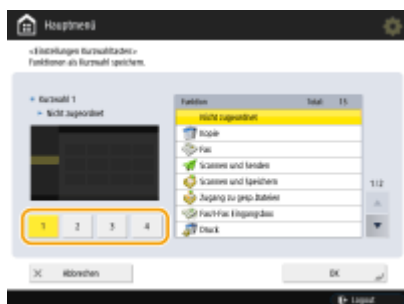 Hauptmenü
<Einstellungen Kurzwahltasten>
Funktionen als Kurzwahl speichern.
Kurzwahl 1
Nicht zugeordnet
Funktion Total 15
Nicht zugeordnet
Kopie
Fax
Scannen und Senden
Scannen und Speichern
Zugang zu gesp. Dateien
Fax/I-Fax Eingangsbox
Druck
1/2
1 2 3 4
Abbrechen
OK
Logout